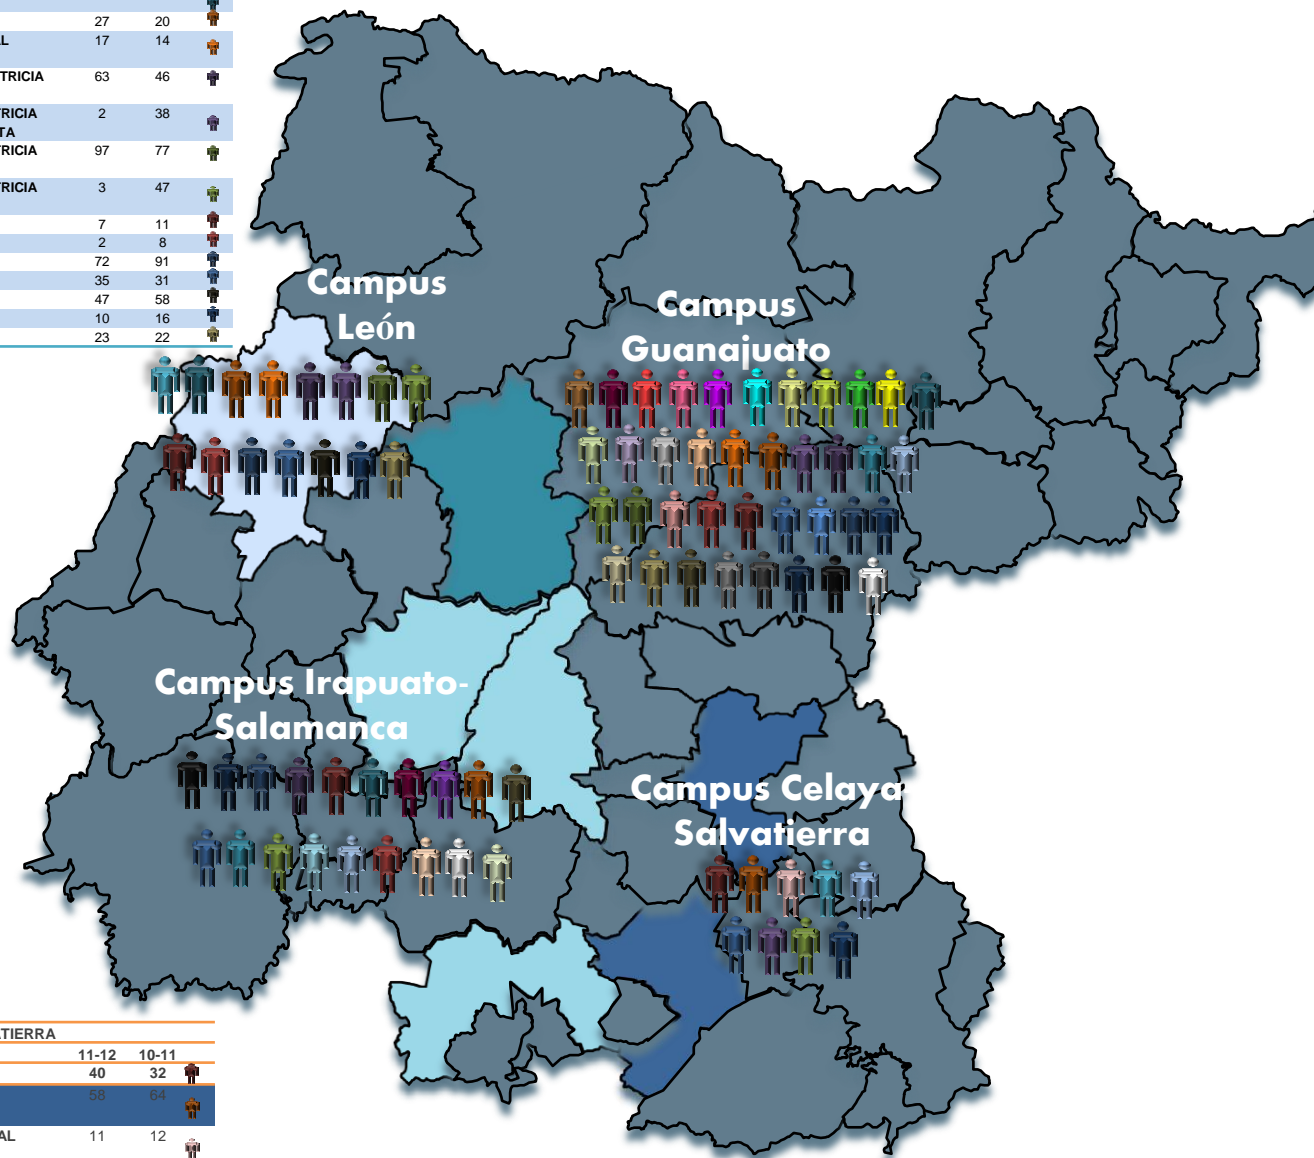 27 20
L 17 14
TRICIA 63 46
RICIA 2 38
TA
RICIA 97 77
RICIA 3 47
7 11
2 8
72 91
35 31
47 58
10 16
23 22
Campus
León
Campus
Guanajuato
Campus Irapuato-
Salamanca
Campus Celaya-
Salvatierra
ATIERRA
11-12 10-11
40 32
58 64
AL 11 12